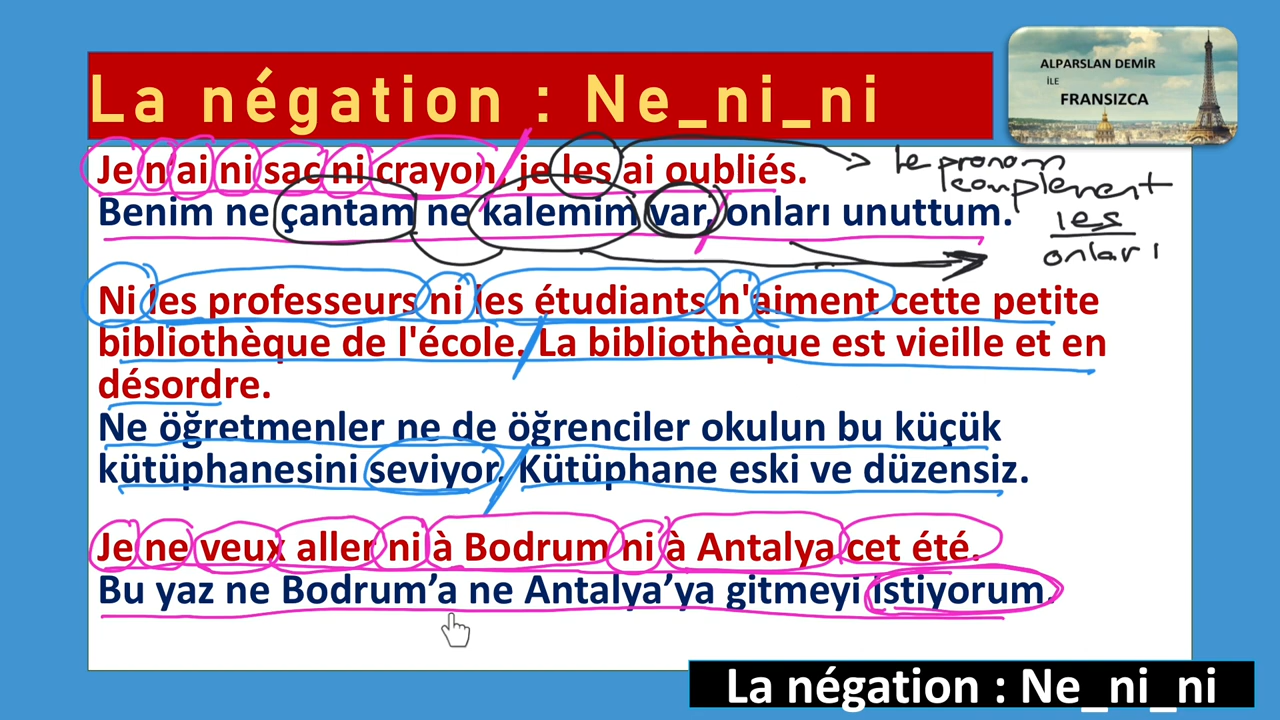 La négation : Ne_ni_ni
ALPARSLAN DEMİR
İLE
FRANSIZCA
Je n'ai ni sac ni crayon, je les ai oubliés.
Benim ne çantam ne kalemim var, onları unuttum.
le pronom
complément
les
onları
Ni les professeurs ni les étudiants n'aiment cette petite
bibliothèque de l'école. La bibliothèque est vieille et en
désordre.
Ne öğretmenler ne de öğrenciler okulun bu küçük
kütüphanesini seviyor. Kütüphane eski ve düzensiz.
Je ne veux aller ni à Bodrum ni à Antalya cet été.
Bu yaz ne Bodrum’a ne Antalya’ya gitmeyi istiyorum.
La négation : Ne_ni_ni